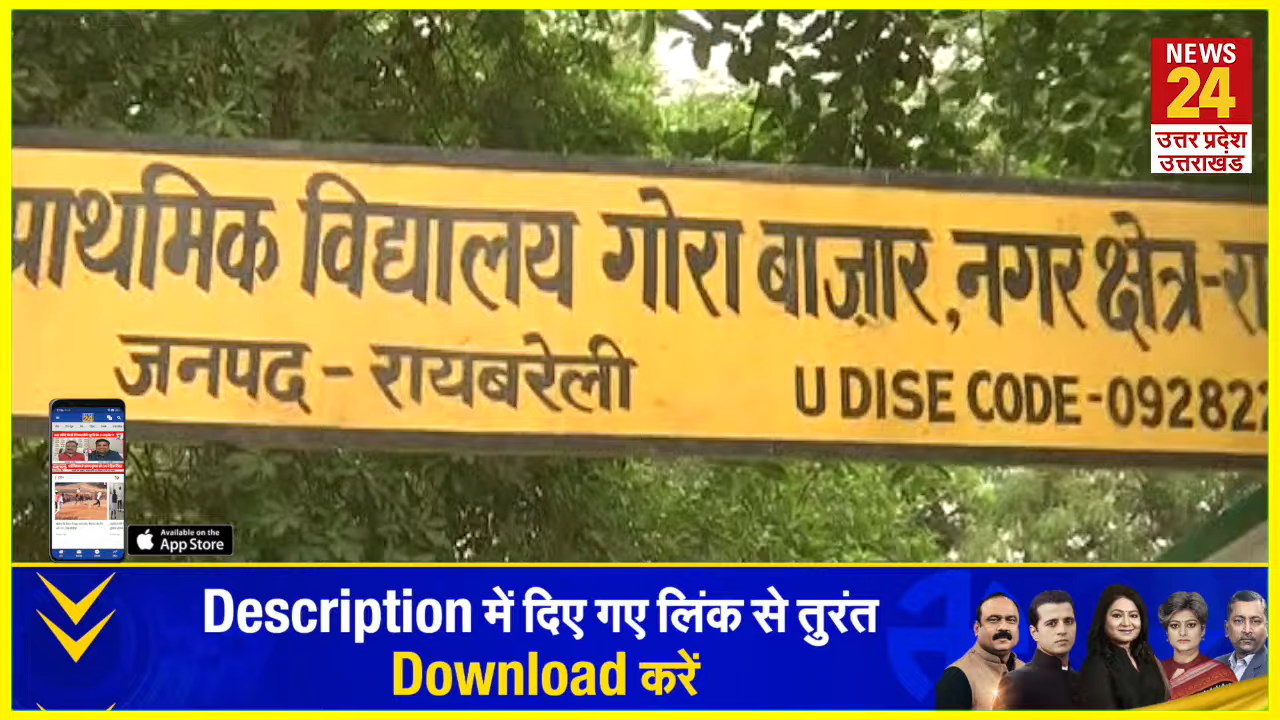 NEWS
24
उत्तर प्रदेश
उत्तराखंड
प्राथमिक विद्यालय गोरा बाज़ार, नगर क्षेत्र-रा
जनपद - रायबरेली
U DISE CODE-092822
Available on the
App Store
Description में दिए गए लिंक से तुरंत
Download करें